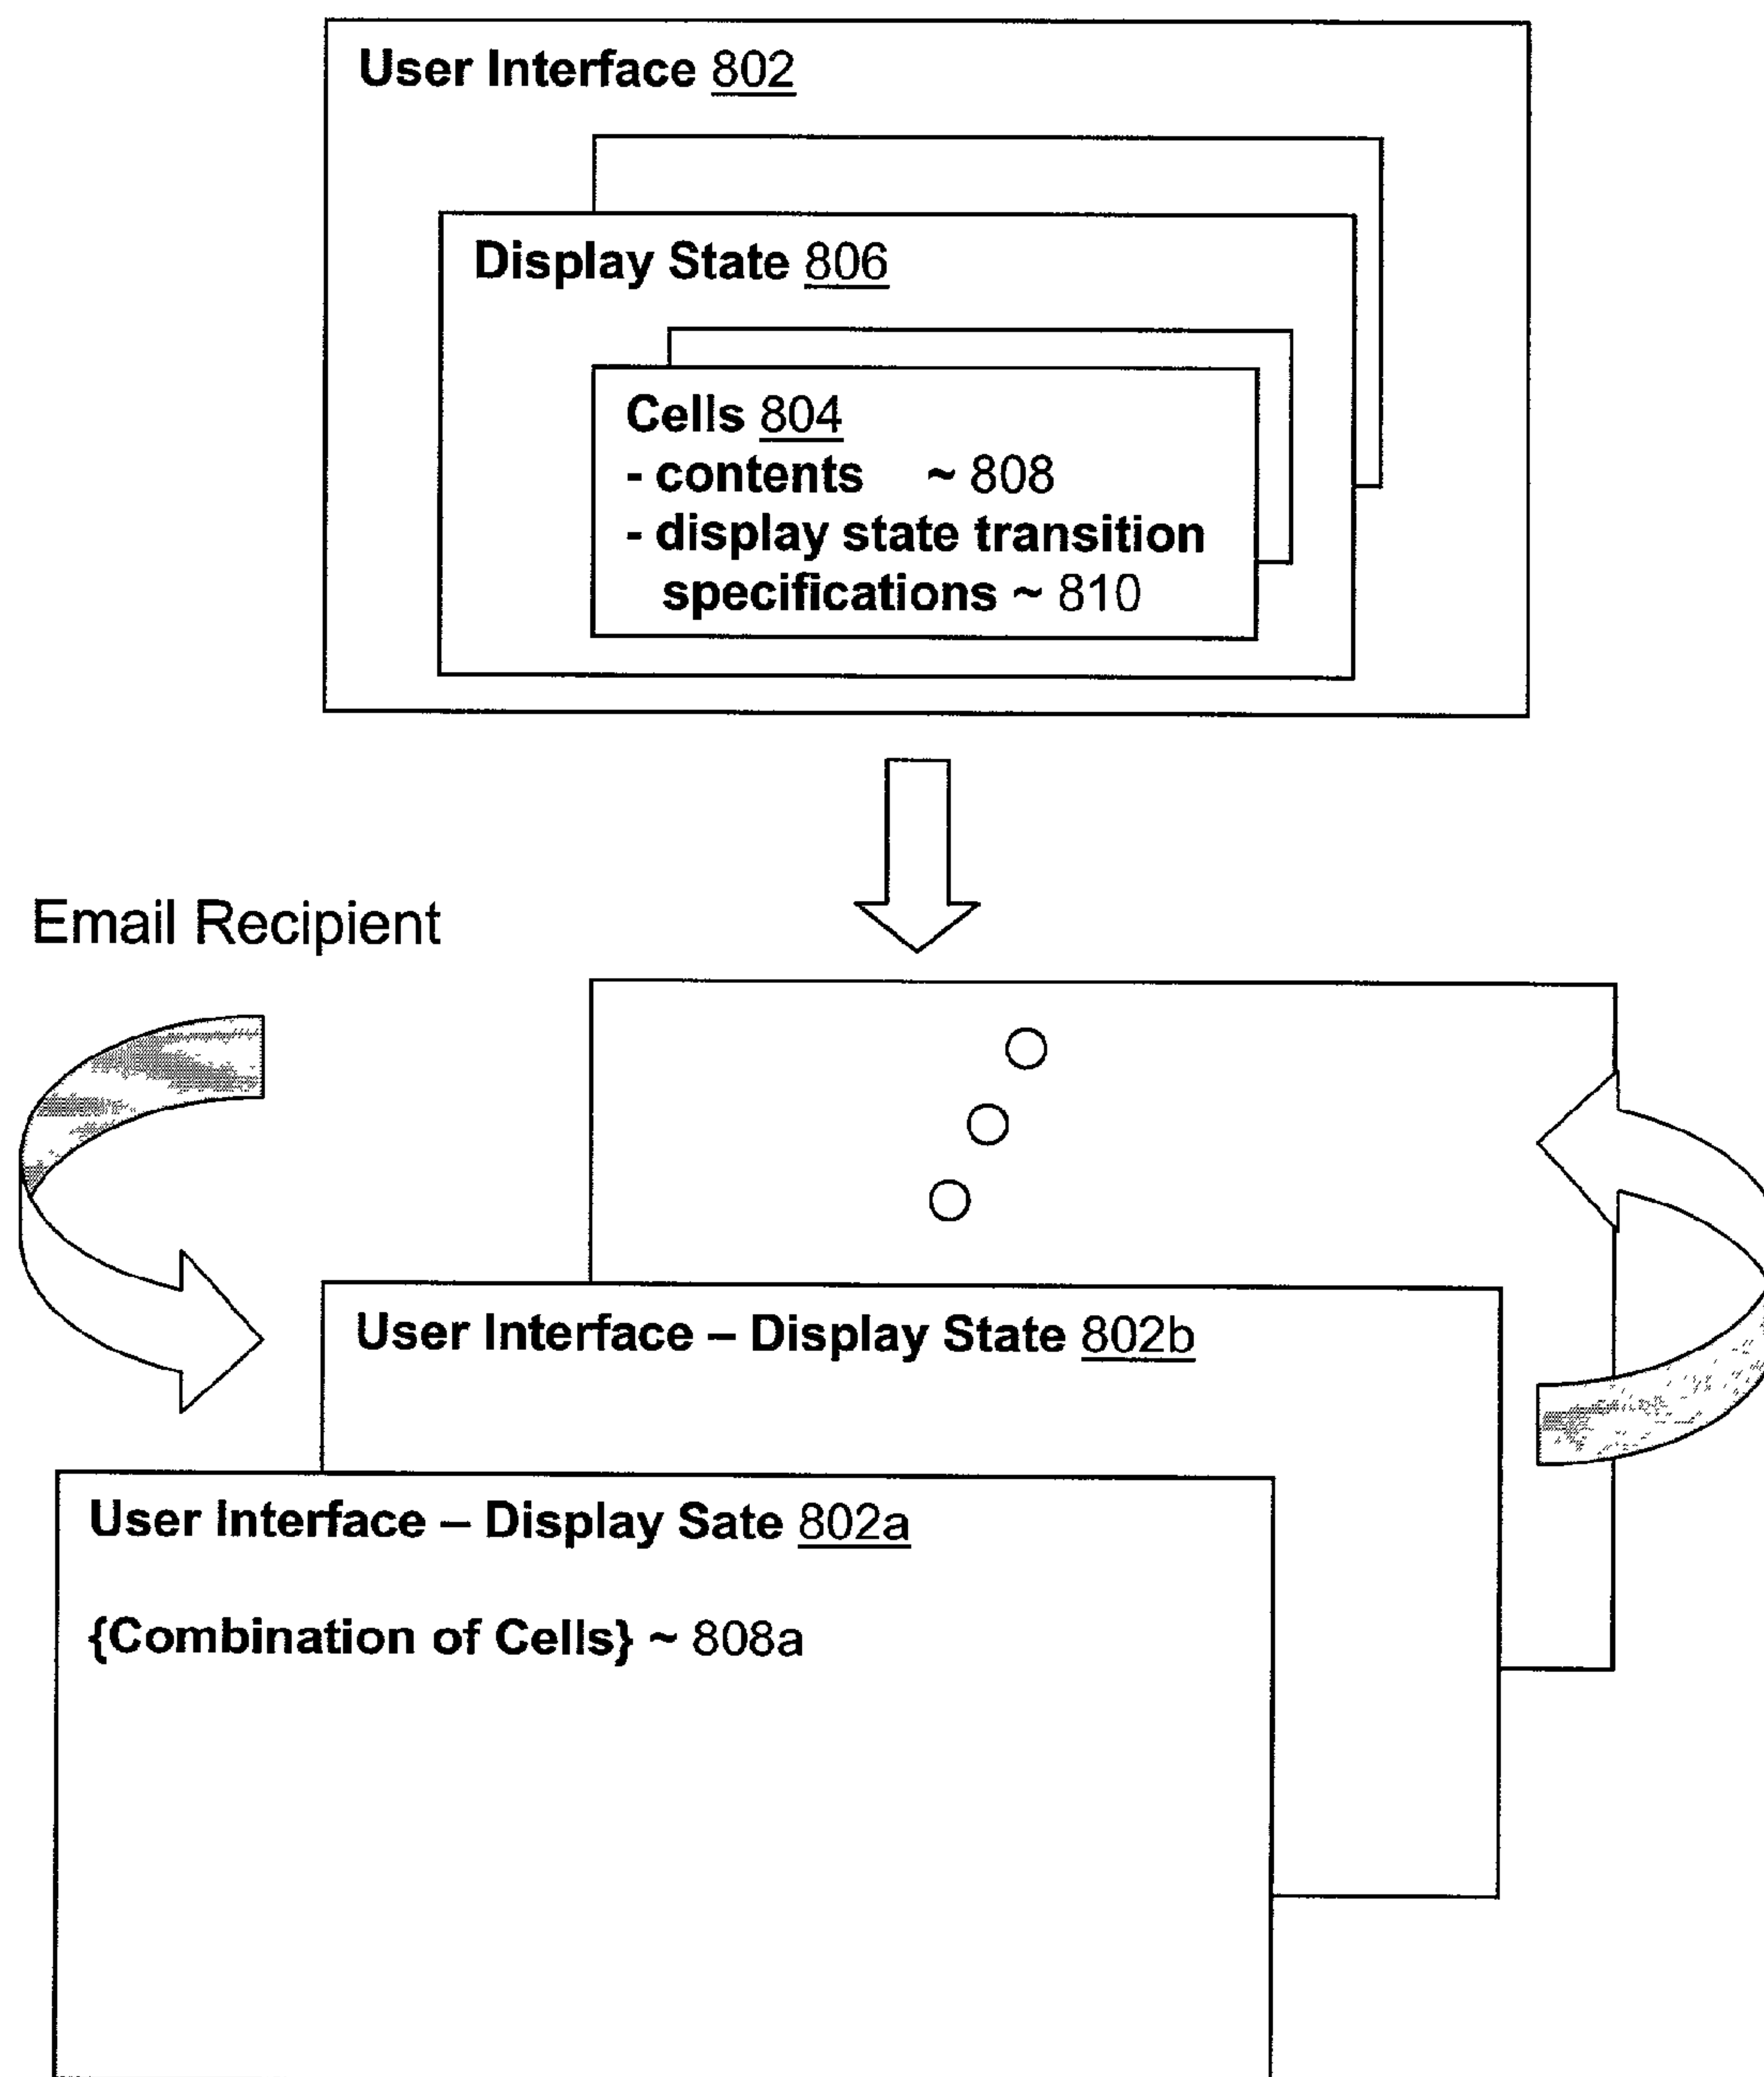 User Interface 802
Display State 806
Cells 804
- contents ~ 808
- display state transition
specifications ~ 810
Email Recipient
User Interface – Display State 802b
User Interface – Display Sate 802a
{Combination of Cells} ~ 808a